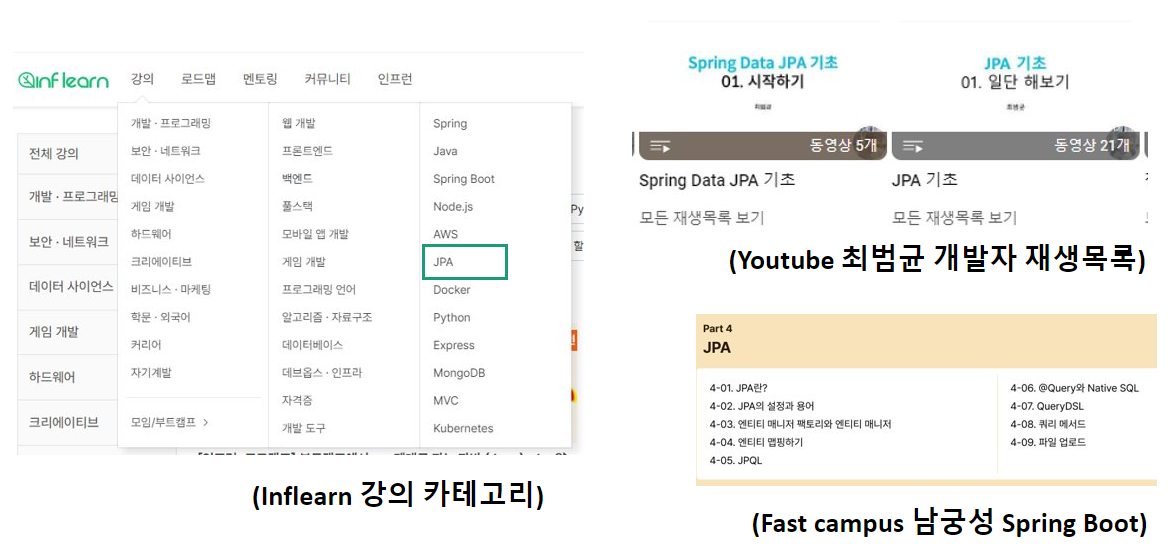 inflearn 강의 로드맵 멘토링 커뮤니티 인프런
전체 강의
개발 · 프로그래밍
보안 · 네트워크
데이터 사이언스
게임 개발
하드웨어
크리에이티브
개발 · 프로그래밍
보안 · 네트워크
데이터 사이언스
게임 개발
하드웨어
크리에이티브
비즈니스 · 마케팅
학문 · 외국어
커리어
자기계발
모임/부트캠프 >
웹 개발
프론트엔드
백엔드
풀스택
모바일 앱 개발
게임 개발
프로그래밍 언어
알고리즘 · 자료구조
데이터베이스
데브옵스 · 인프라
자격증
개발 도구
Spring
Java
Spring Boot
Node.js
AWS
JPA
Docker
Python
Express
MongoDB
MVC
Kubernetes
Py
할
(Inflearn 강의 카테고리)
Spring Data JPA 기초
01. 시작하기
최범균
동영상 5개
Spring Data JPA 기초
모든 재생목록 보기
JPA 기초
01. 일단 해보기
최범균
동영상 21개
JPA 기초
모든 재생목록 보기
(Youtube 최범균 개발자 재생목록)
Part 4
JPA
4-01. JPA란?
4-02. JPA의 설정과 용어
4-03. 엔티티 매니저 팩토리와 엔티티 매니저
4-04. 엔티티 맵핑하기
4-05. JPQL
4-06. @Query와 Native SQL
4-07. QueryDSL
4-08. 쿼리 메서드
4-09. 파일 업로드
(Fast campus 남궁성 Spring Boot)